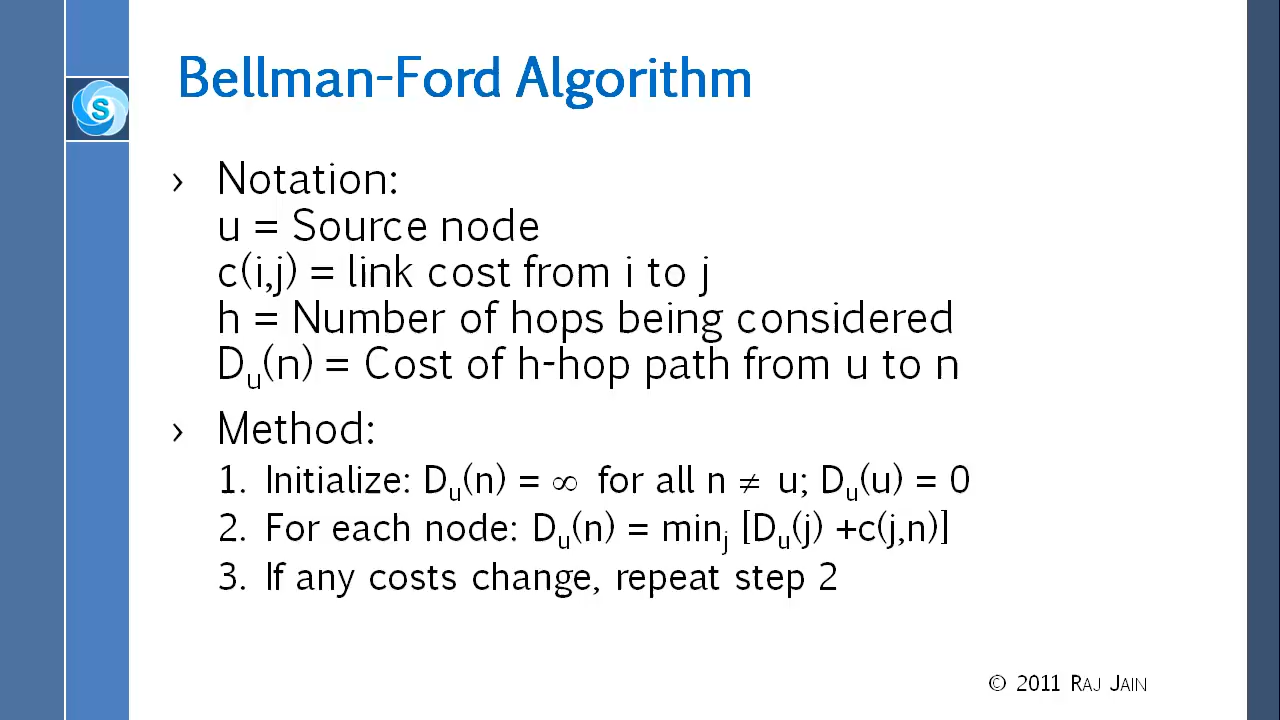 Bellman-Ford Algorithm
S
› Notation:
u = Source node
c(i,j) = link cost from i to j
h = Number of hops being considered
Du(n) = Cost of h-hop path from u to n
› Method:
1. Initialize: Du(n) = ∞ for all n ≠ u; Du(u) = 0
2. For each node: Du(n) = minj [Du(j) +c(j,n)]
3. If any costs change, repeat step 2
© 2011 Raj Jain